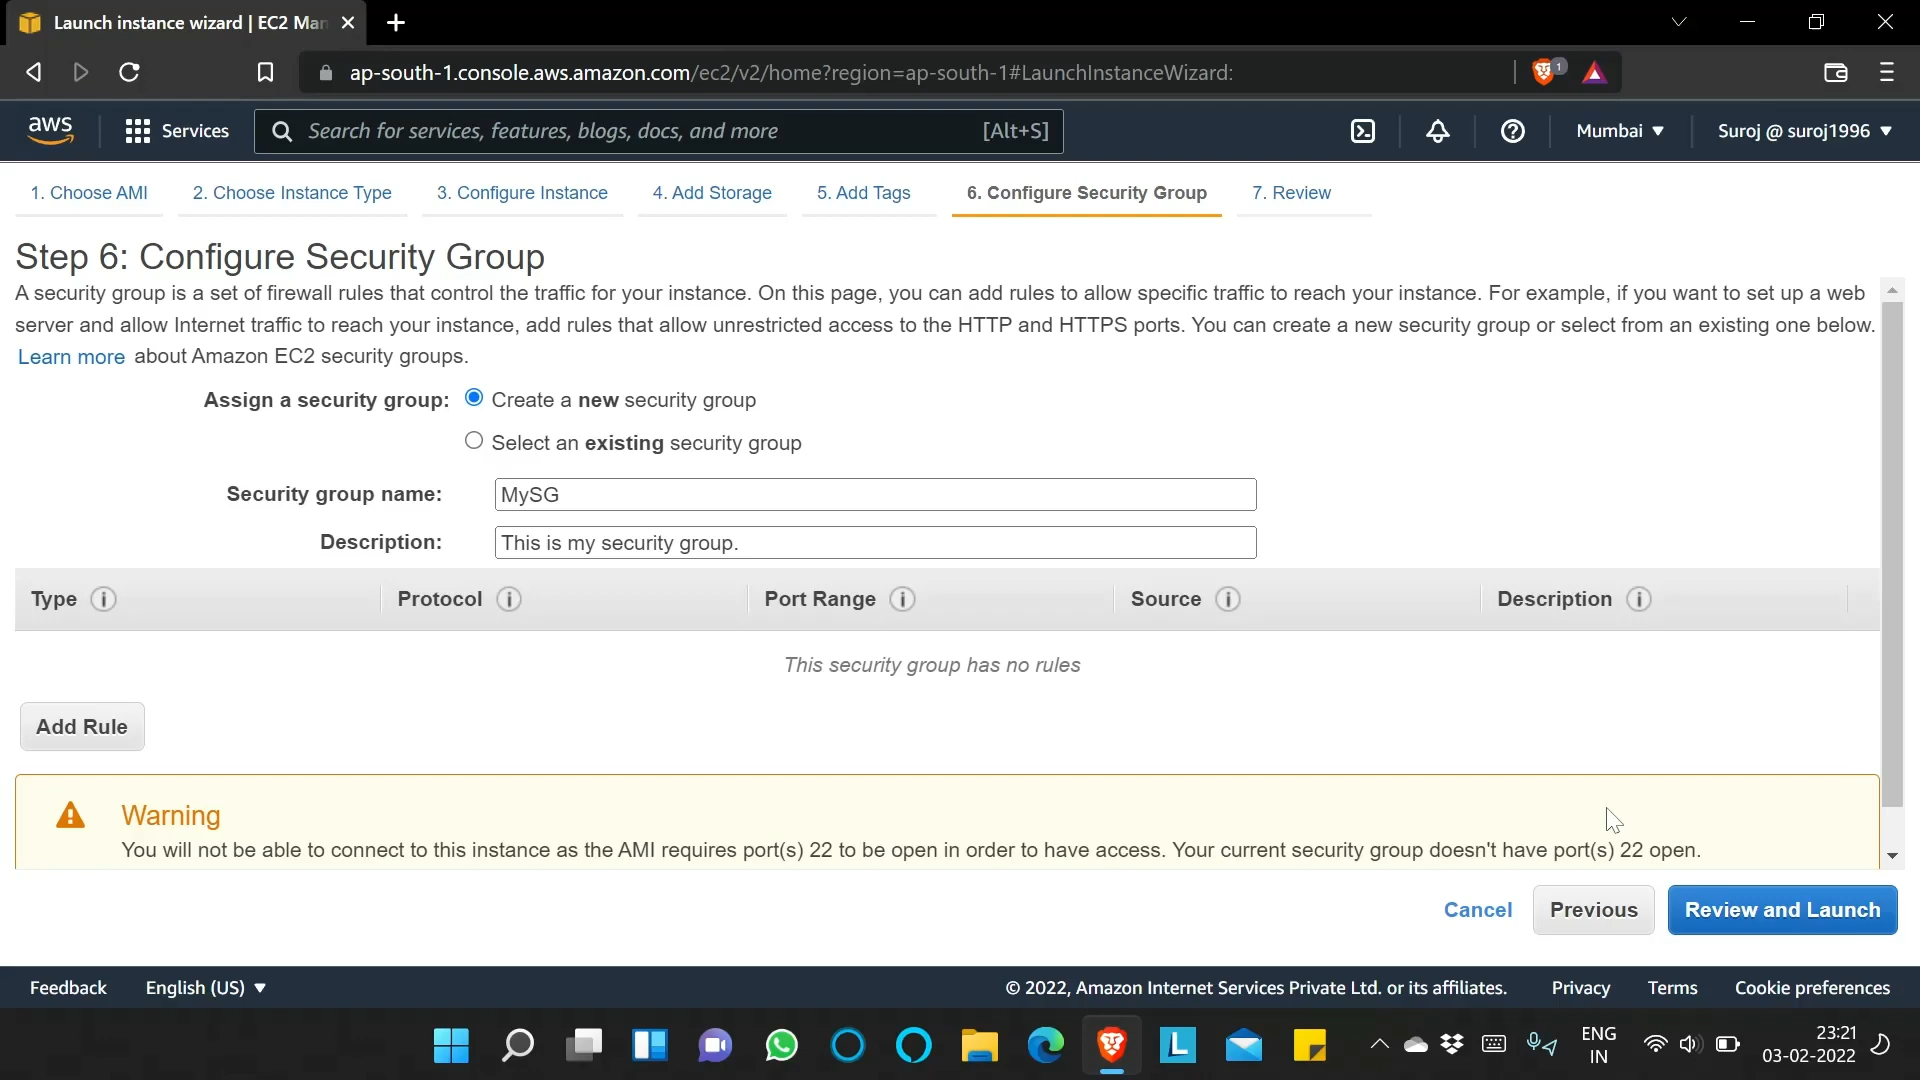 Launch instance wizard | EC2 Man
ap-south-1.console.aws.amazon.com/ec2/v2/home?region=ap-south-1#LaunchInstanceWizard:
1
aws
Services
Search for services, features, blogs, docs, and more
[Alt+S]
Mumbai
Suroj @ suroj1996
1. Choose AMI
2. Choose Instance Type
3. Configure Instance
4. Add Storage
5. Add Tags
6. Configure Security Group
7. Review
Step 6: Configure Security Group
A security group is a set of firewall rules that control the traffic for your instance. On this page, you can add rules to allow specific traffic to reach your instance. For example, if you want to set up a web
server and allow Internet traffic to reach your instance, add rules that allow unrestricted access to the HTTP and HTTPS ports. You can create a new security group or select from an existing one below.
Learn more about Amazon EC2 security groups.
Assign a security group:
Create a new security group
Select an existing security group
Security group name:
MySG
Description:
This is my security group.
Type
Protocol
Port Range
Source
Description
This security group has no rules
Add Rule
Warning
You will not be able to connect to this instance as the AMI requires port(s) 22 to be open in order to have access. Your current security group doesn't have port(s) 22 open.
Cancel
Previous
Review and Launch
Feedback
English (US)
© 2022, Amazon Internet Services Private Ltd. or its affiliates.
Privacy
Terms
Cookie preferences
L
ENG
IN
23:21
03-02-2022